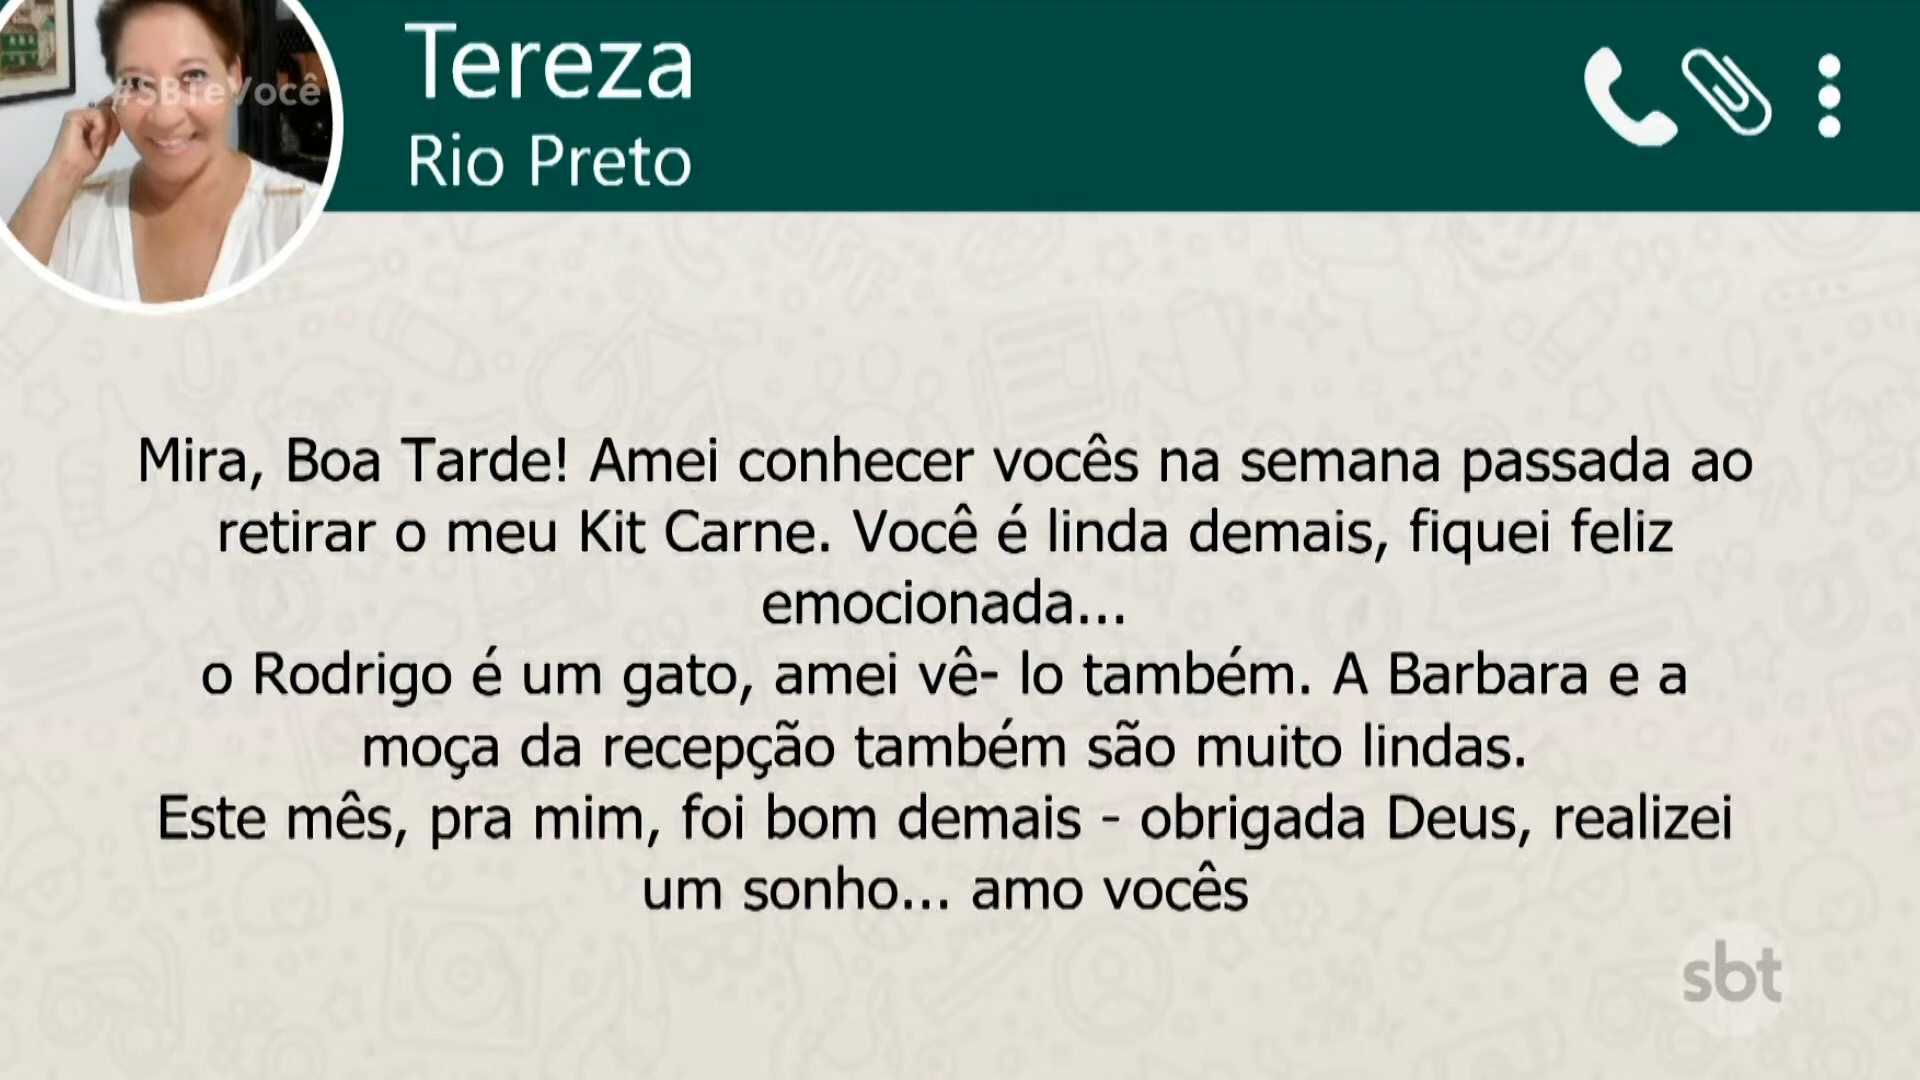 #SBTeVocê
Tereza
Rio Preto
Mira, Boa Tarde! Amei conhecer vocês na semana passada ao
retirar o meu Kit Carne. Você é linda demais, fiquei feliz
emocionada...
o Rodrigo é um gato, amei vê- lo também. A Barbara e a
moça da recepção também são muito lindas.
Este mês, pra mim, foi bom demais - obrigada Deus, realizei
um sonho... amo vocês
sbt